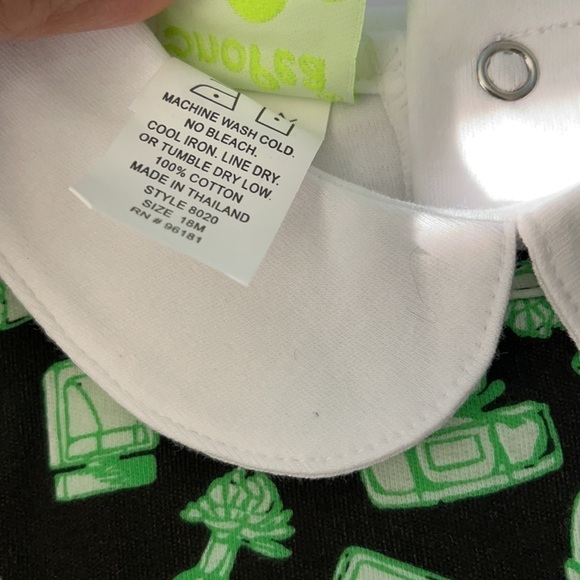 SnoPea
MACHINE WASH COLD.
NO BLEACH.
COOL IRON. LINE DRY.
OR TUMBLE DRY LOW.
100% COTTON
MADE IN THAILAND
STYLE 8020
SIZE 18M
RN # 96181